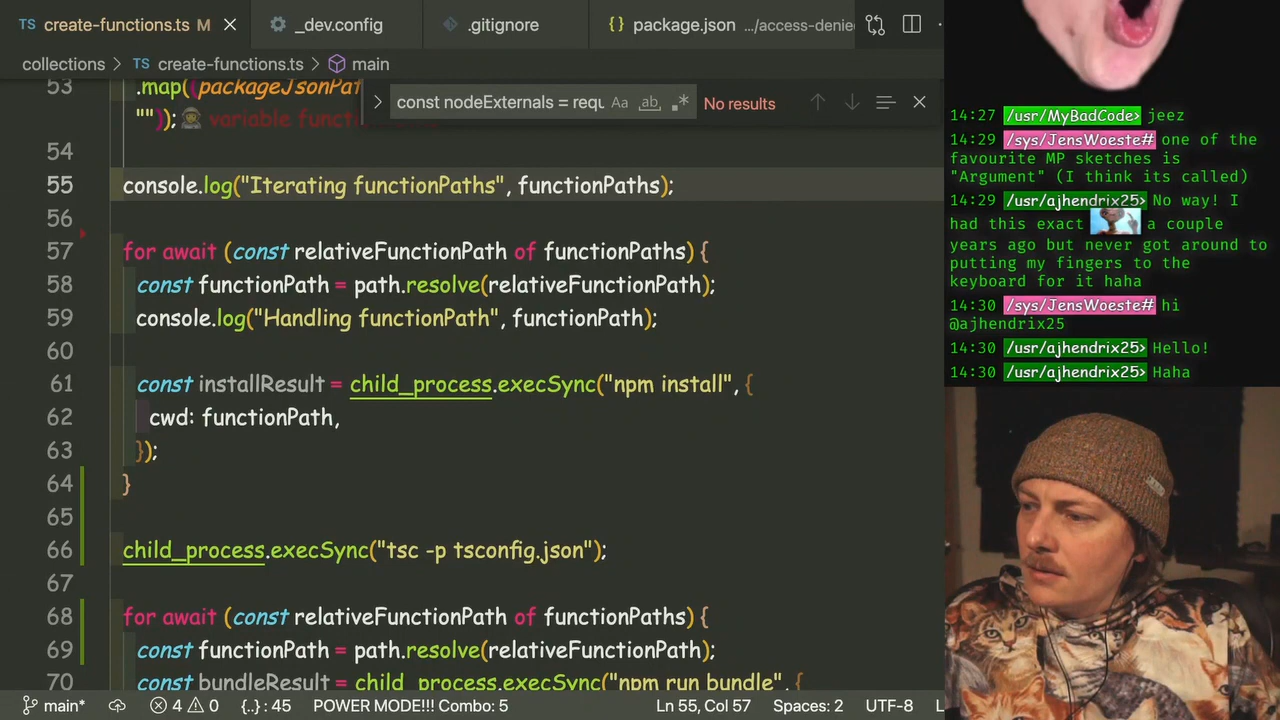 TS create-functions.ts M
_dev.config
.gitignore
{} package.json .../access-denie
collections > TS create-functions.ts > main
const nodeExternals = requ Aa ab .* No results
53 .map((packageJsonPat
"")); variable funct
54
55 console.log("Iterating functionPaths", functionPaths);
56
57 for await (const relativeFunctionPath of functionPaths) {
58 const functionPath = path.resolve(relativeFunctionPath);
59 console.log("Handling functionPath", functionPath);
60
61 const installResult = child_process.execSync("npm install", {
62 cwd: functionPath,
63 });
64 }
65
66 child_process.execSync("tsc -p tsconfig.json");
67
68 for await (const relativeFunctionPath of functionPaths) {
69 const functionPath = path.resolve(relativeFunctionPath);
70 const bundleResult = child_process.execSync("npm run bundle", {
main* 4 0 {..}: 45 POWER MODE!!! Combo: 5 Ln 55, Col 57 Spaces: 2 UTF-8 L
14:27 /usr/MyBadCode> jeez
14:29 /sys/JensWoeste# one of the
favourite MP sketches is
"Argument" (I think its called)
14:29 /usr/ajhendrix25> No way! I
had this exact a couple
years ago but never got around to
putting my fingers to the
keyboard for it haha
14:30 /sys/JensWoeste# hi
@ajhendrix25
14:30 /usr/ajhendrix25> Hello!
14:30 /usr/ajhendrix25> Haha